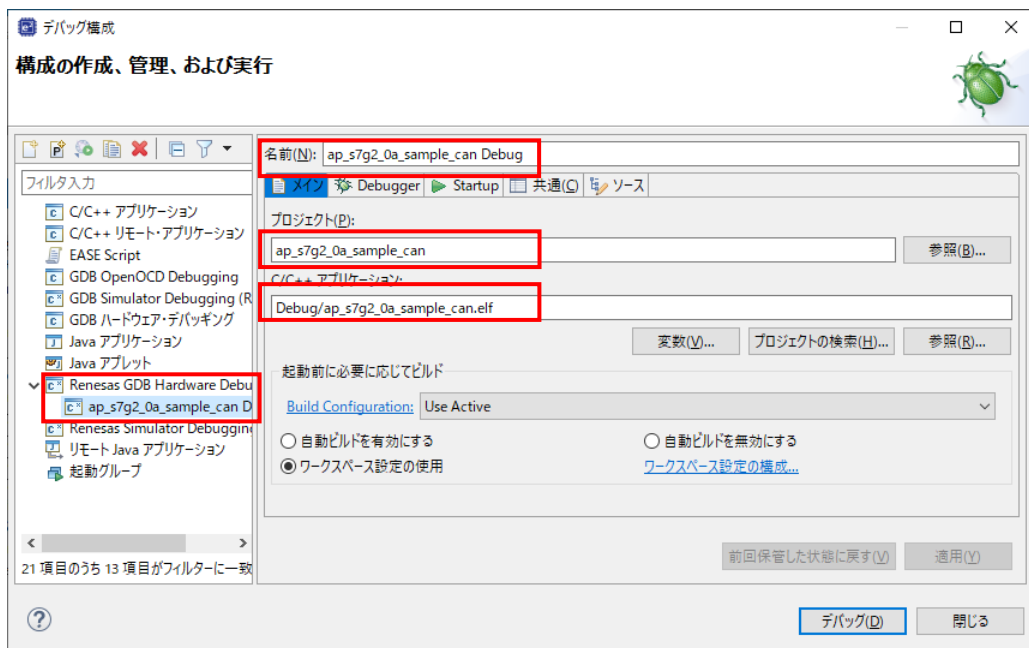 デバッグ構成
構成の作成、管理、および実行
フィルタ入力
C/C++ アプリケーション
C/C++ リモート・アプリケーション
EASE Script
GDB OpenOCD Debugging
GDB Simulator Debugging (R
GDB ハードウェア・デバッギング
Java アプリケーション
Java アプレット
Renesas GDB Hardware Debu
ap_s7g2_0a_sample_can D
Renesas Simulator Debugging
リモート Java アプリケーション
起動グループ
21 項目のうち 13 項目がフィルターに一致
名前(N): ap_s7g2_0a_sample_can Debug
メイン Debugger Startup 共通(C) ソース
プロジェクト(P):
ap_s7g2_0a_sample_can 参照(B)...
C/C++ アプリケーション:
Debug/ap_s7g2_0a_sample_can.elf
変数(V)... プロジェクトの検索(H)... 参照(R)...
起動前に必要に応じてビルド
Build Configuration: Use Active
自動ビルドを有効にする 自動ビルドを無効にする
ワークスペース設定の使用 ワークスペース設定の構成...
前回保管した状態に戻す(V) 適用(Y)
デバッグ(D) 閉じる